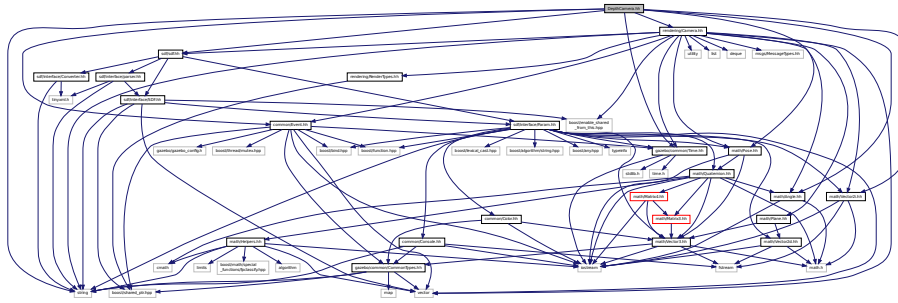 DepthCamera.hh
rendering/Camera.hh
sdf/sdf.hh
utility
list
deque
msgs/MessageTypes.hh
sdf/interface/Converter.hh
sdf/interface/parser.hh
rendering/RenderTypes.hh
tinyxml.h
sdf/interface/SDF.hh
boost/enable_shared
_from_this.hpp
common/Event.hh
sdf/interface/Param.hh
gazebo/gazebo_config.h
boost/thread/mutex.hpp
boost/bind.hpp
boost/function.hpp
boost/lexical_cast.hpp
boost/algorithm/string.hpp
boost/any.hpp
typeinfo
gazebo/common/Time.hh
math/Pose.hh
stdlib.h
time.h
math/Quaternion.hh
math/Matrix4.hh
math/Angle.hh
math/Vector2i.hh
math/Matrix3.hh
common/Color.hh
math/Plane.hh
math/Helpers.hh
common/Console.hh
math/Vector3.hh
math/Vector2d.hh
cmath
limits
boost/math/special
_functions/fpclassify.hpp
algorithm
gazebo/common/CommonTypes.hh
iostream
fstream
math.h
string
boost/shared_ptr.hpp
map
vector